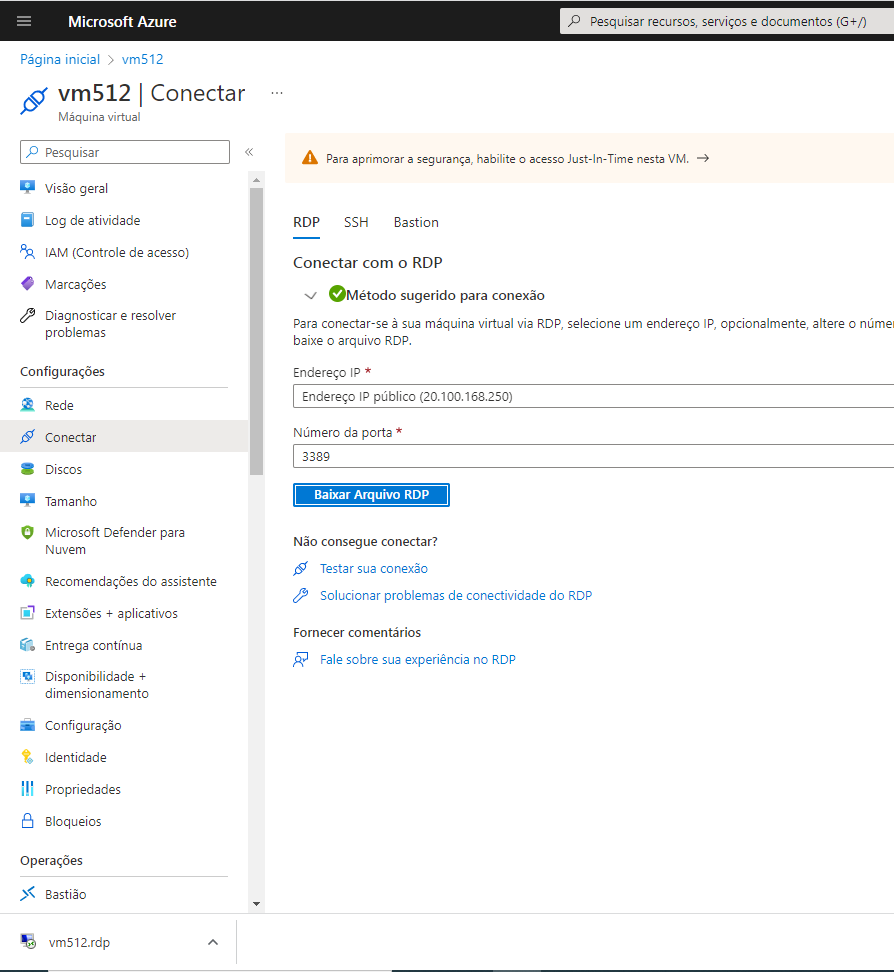 Microsoft Azure
Pesquisar recursos, serviços e documentos (G+/)
Página inicial > vm512
vm512 | Conectar ...
Máquina virtual
Pesquisar
«
Visão geral
Log de atividade
IAM (Controle de acesso)
Marcações
Diagnosticar e resolver
problemas
Configurações
Rede
Conectar
Discos
Tamanho
Microsoft Defender para
Nuvem
Recomendações do assistente
Extensões + aplicativos
Entrega contínua
Disponibilidade +
dimensionamento
Configuração
Identidade
Propriedades
Bloqueios
Operações
Bastião
Para aprimorar a segurança, habilite o acesso Just-In-Time nesta VM. →
RDP SSH Bastion
Conectar com o RDP
Método sugerido para conexão
Para conectar-se à sua máquina virtual via RDP, selecione um endereço IP, opcionalmente, altere o núme
baixe o arquivo RDP.
Endereço IP *
Endereço IP público (20.100.168.250)
Número da porta *
3389
Baixar Arquivo RDP
Não consegue conectar?
Testar sua conexão
Solucionar problemas de conectividade do RDP
Fornecer comentários
Fale sobre sua experiência no RDP
vm512.rdp